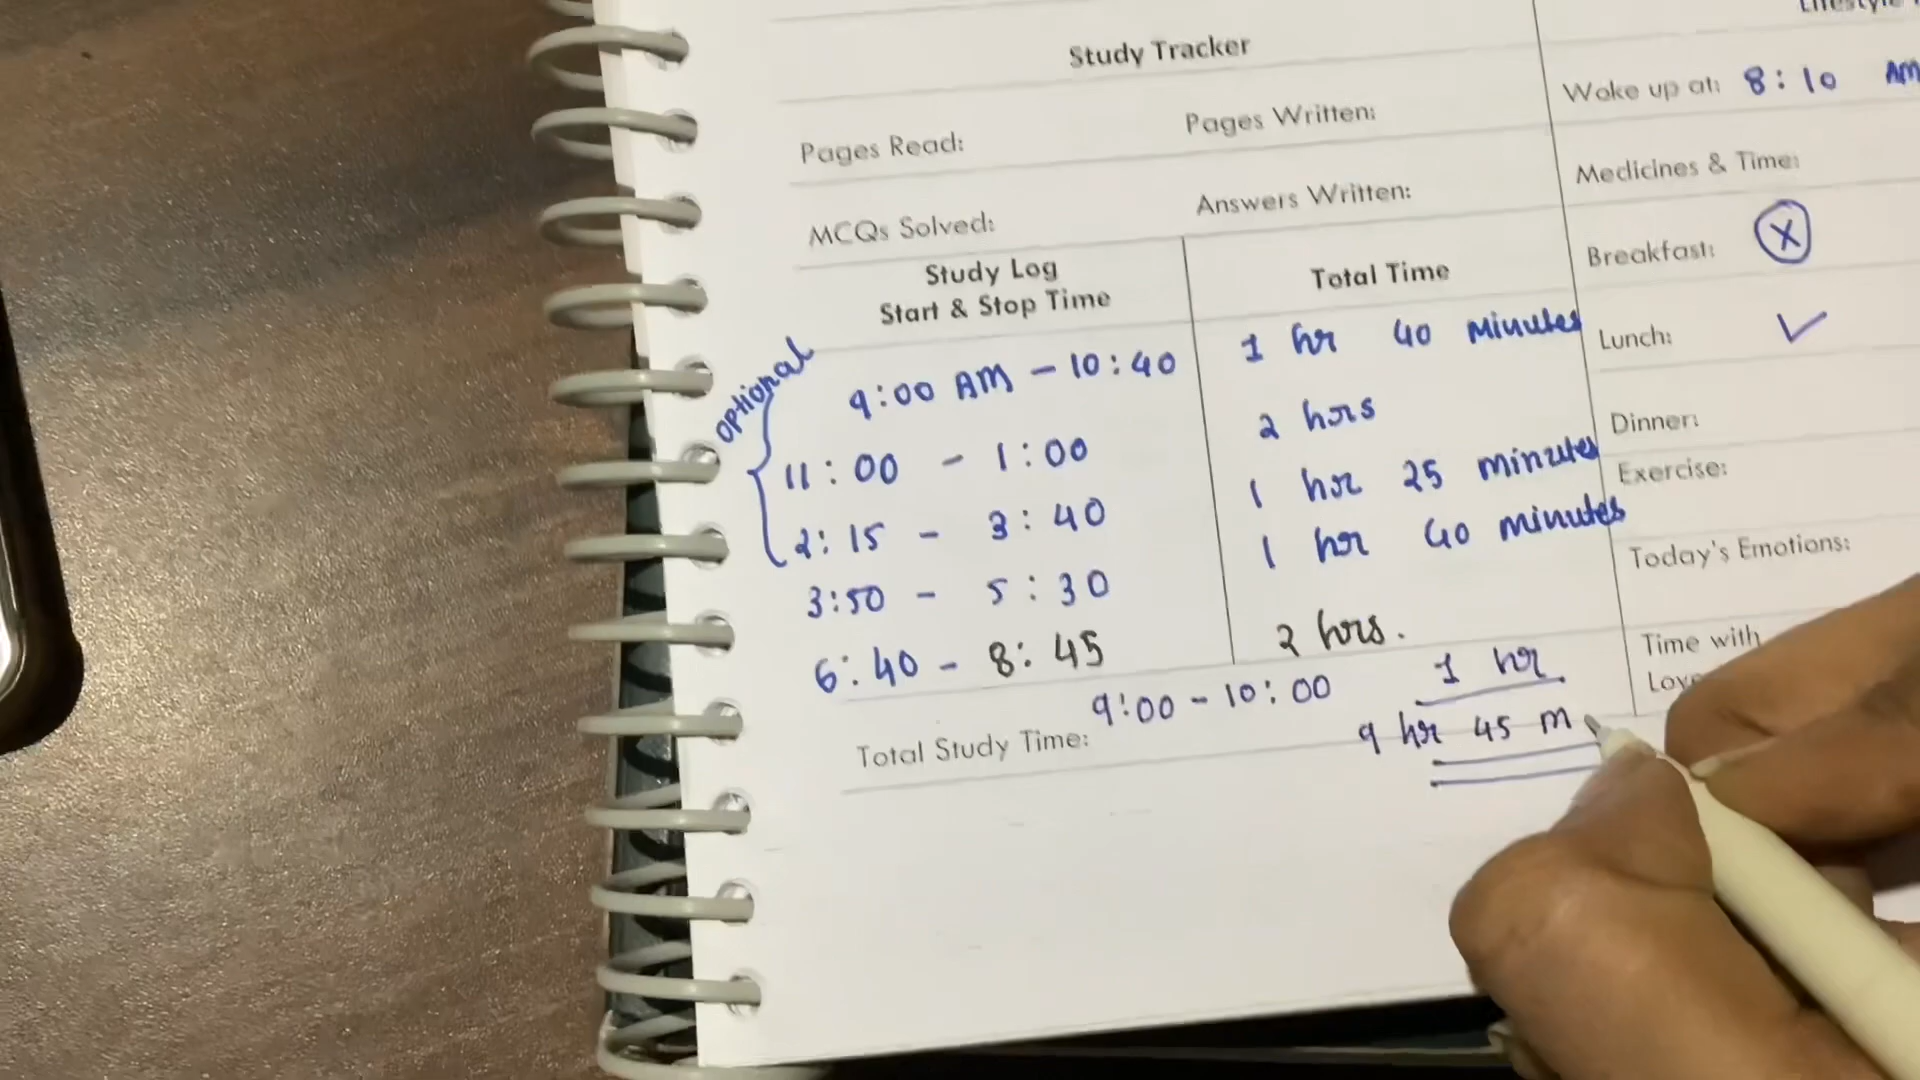 Study Tracker
Pages Read:
Pages Written:
MCQs Solved:
Answers Written:
Study Log
Start & Stop Time
Total Time
optional
9:00 AM - 10:40
1 hr 40 minutes
11:00 - 1:00
2 hrs
2:15 - 3:40
1 hr 25 minutes
3:50 - 5:30
1 hr 40 minutes
6:40 - 8:45
2 hrs.
9:00 - 10:00
1 hr
Total Study Time:
9 hr 45 m
Wake up at: 8:10 AM
Medicines & Time:
Breakfast: X
Lunch: ✓
Dinner:
Exercise:
Today's Emotions:
Time with